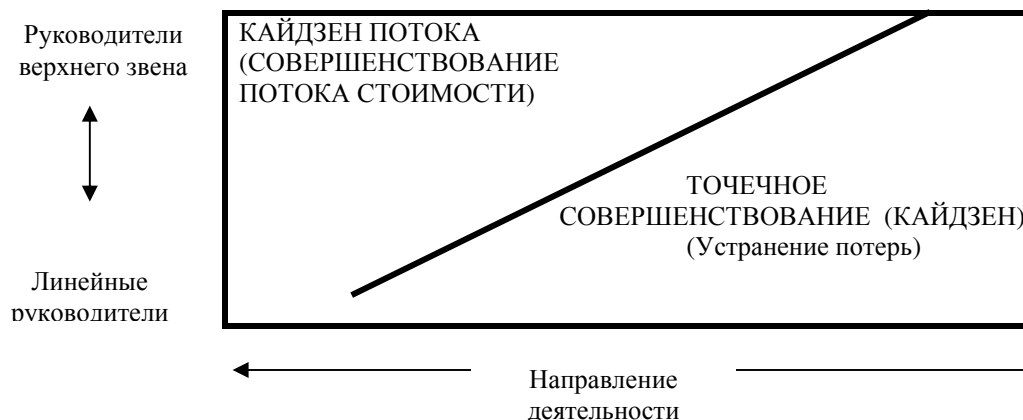 Руководители
верхнего звена
Линейные
руководители
КАЙДЗЕН ПОТОКА
(СОВЕРШЕНСТВОВАНИЕ
ПОТОКА СТОИМОСТИ)
ТОЧЕЧНОЕ
СОВЕРШЕНСТВОВАНИЕ (КАЙДЗЕН)
(Устранение потерь)
Направление
деятельности